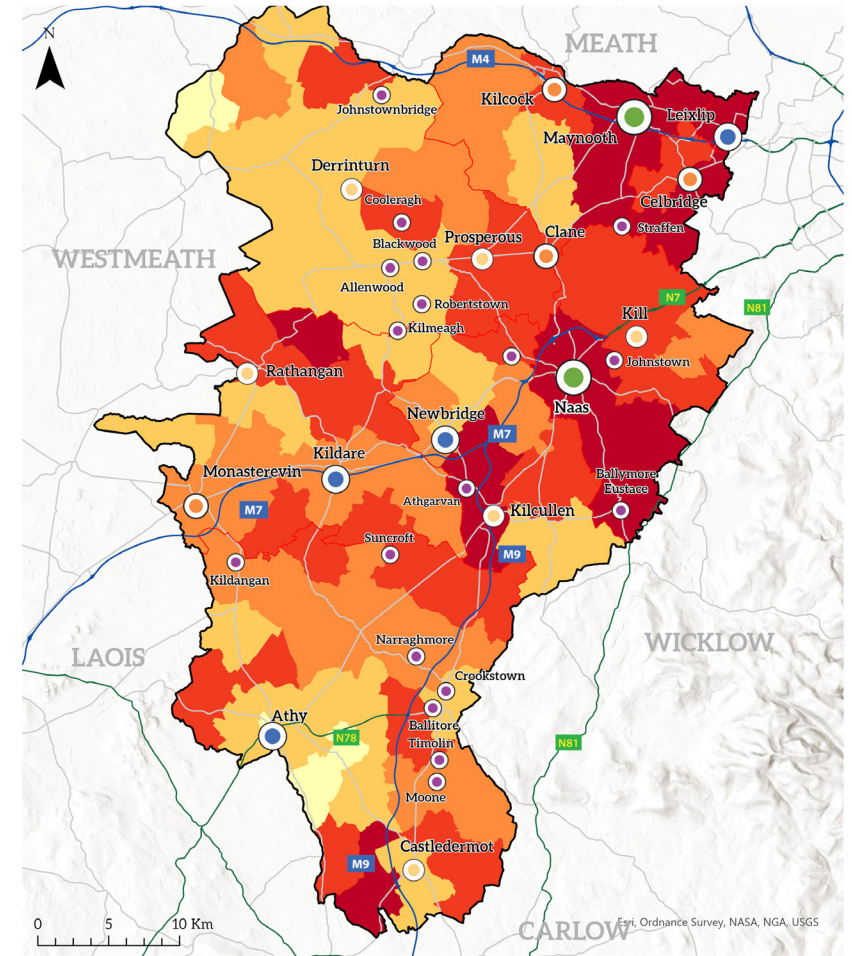 N
MEATH
M4
Kilcock
Johnstownbridge
Leixlip
Maynooth
Derrinturn
Cooleragh
Celbridge
Straffen
Prosperous
Clane
Blackwood
WESTMEATH
Allenwood
N7
N81
Robertstown
Kill
Kilmeagh
Johnstown
Rathangan
Naas
Newbridge
M7
Kildare
Monasterevin
Ballymore
Eustace
Athgarvan
M7
Kilcullen
Suncroft
M9
Kildangan
Narraghmore
WICKLOW
LAOIS
Crookstown
Athy
Ballitore
N78
Timolin
N81
Moone
Castledermot
M9
0 5 10 Km
CARLOW
Esri, Ordnance Survey, NASA, NGA, USGS